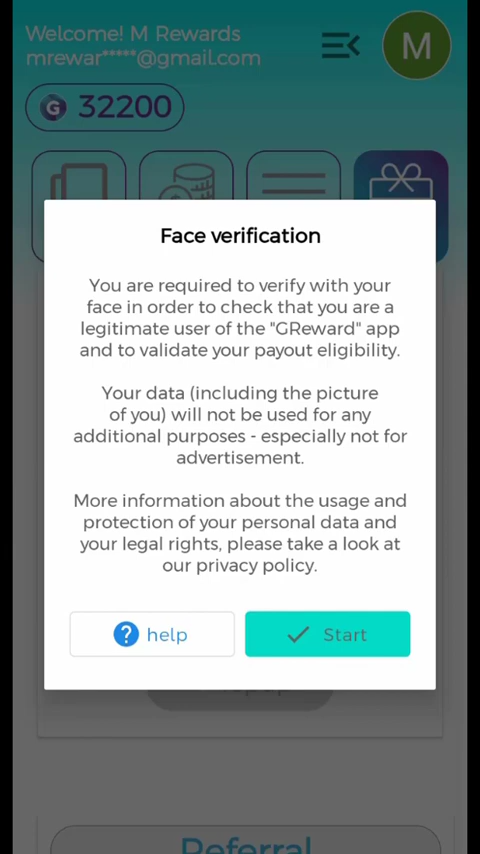 Welcome! M Rewards
mrewar*****@gmail.com
M
G 32200
Face verification
You are required to verify with your
face in order to check that you are a
legitimate user of the "GReward" app
and to validate your payout eligibility.
Your data (including the picture
of you) will not be used for any
additional purposes - especially not for
advertisement.
More information about the usage and
protection of your personal data and
your legal rights, please take a look at
our privacy policy.
? help
Start
Referral